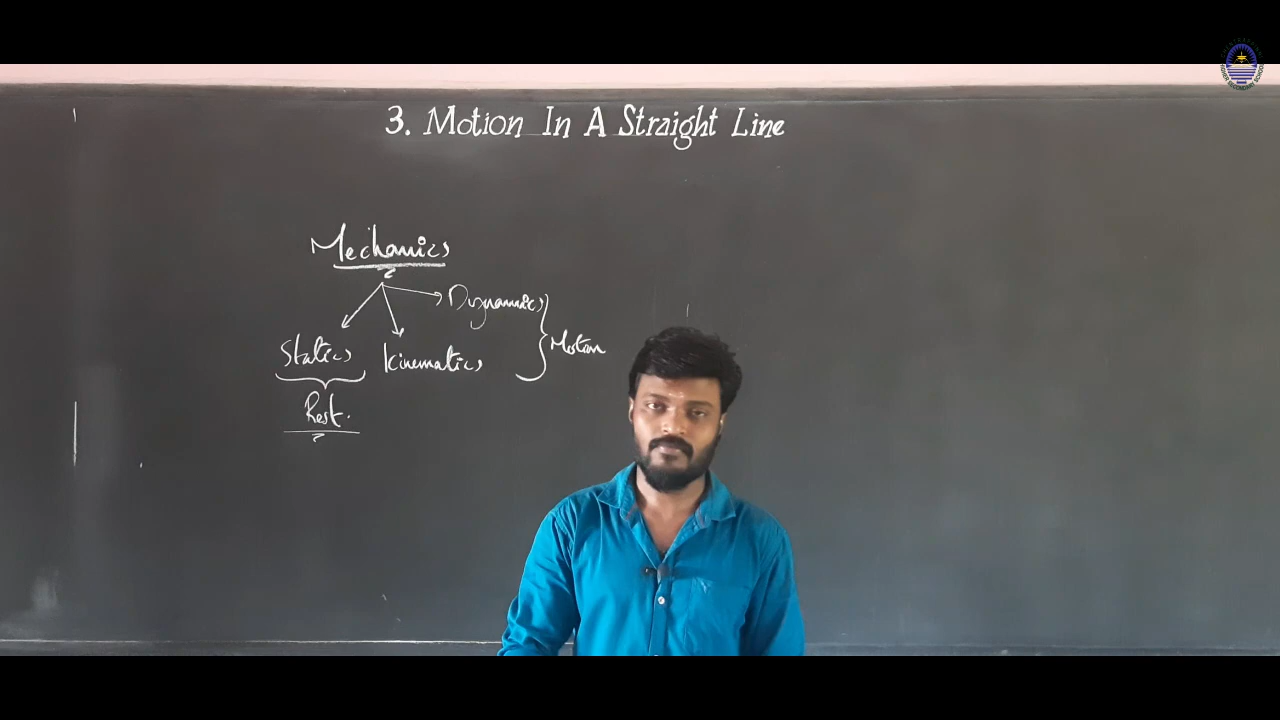 3. Motion In A Straight Line
Mechanics
Dynamics
Statics
Kinematics
Motion
Rest.